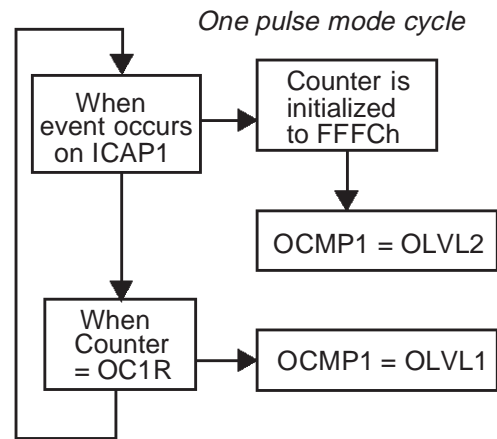 One pulse mode cycle
When
event occurs
on ICAP1
Counter is
initialized
to FFFCh
OCMP1 = OLVL2
When
Counter
= OC1R
OCMP1 = OLVL1